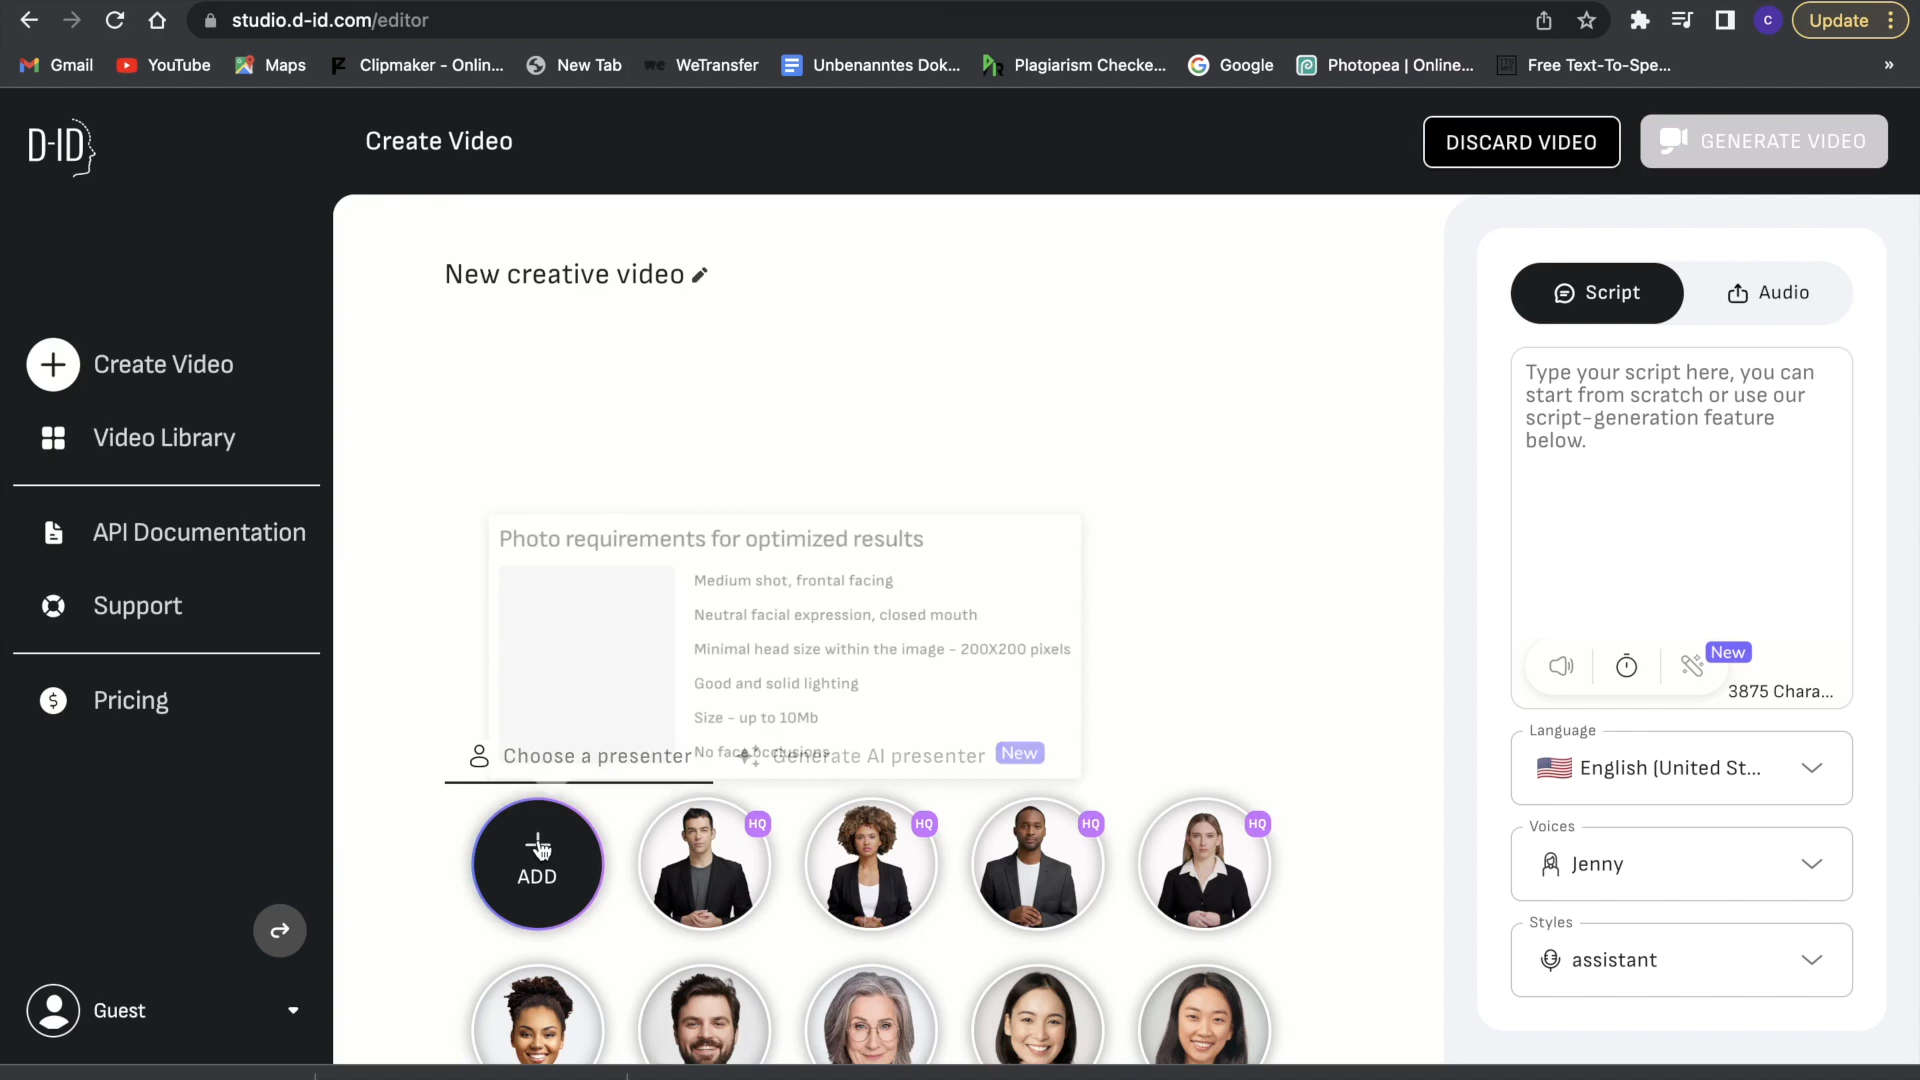 studio.d-id.com/editor
C
Update
Gmail
YouTube
Maps
Clipmaker - Onlin...
New Tab
WeTransfer
Unbenanntes Dok...
Plagiarism Checke...
Google
Photopea | Online...
Free Text-To-Spe...
»
D-ID
Create Video
DISCARD VIDEO
GENERATE VIDEO
New creative video
Script
Audio
Create Video
Video Library
API Documentation
Support
Pricing
Guest
Type your script here, you can
start from scratch or use our
script-generation feature
below.
New
3875 Chara...
Photo requirements for optimized results
Medium shot, frontal facing
Neutral facial expression, closed mouth
Minimal head size within the image - 200X200 pixels
Good and solid lighting
Size - up to 10Mb
No face occlusions
Choose a presenter
Generate AI presenter
New
ADD
HQ
HQ
HQ
HQ
Language
English (United St...
Voices
Jenny
Styles
assistant